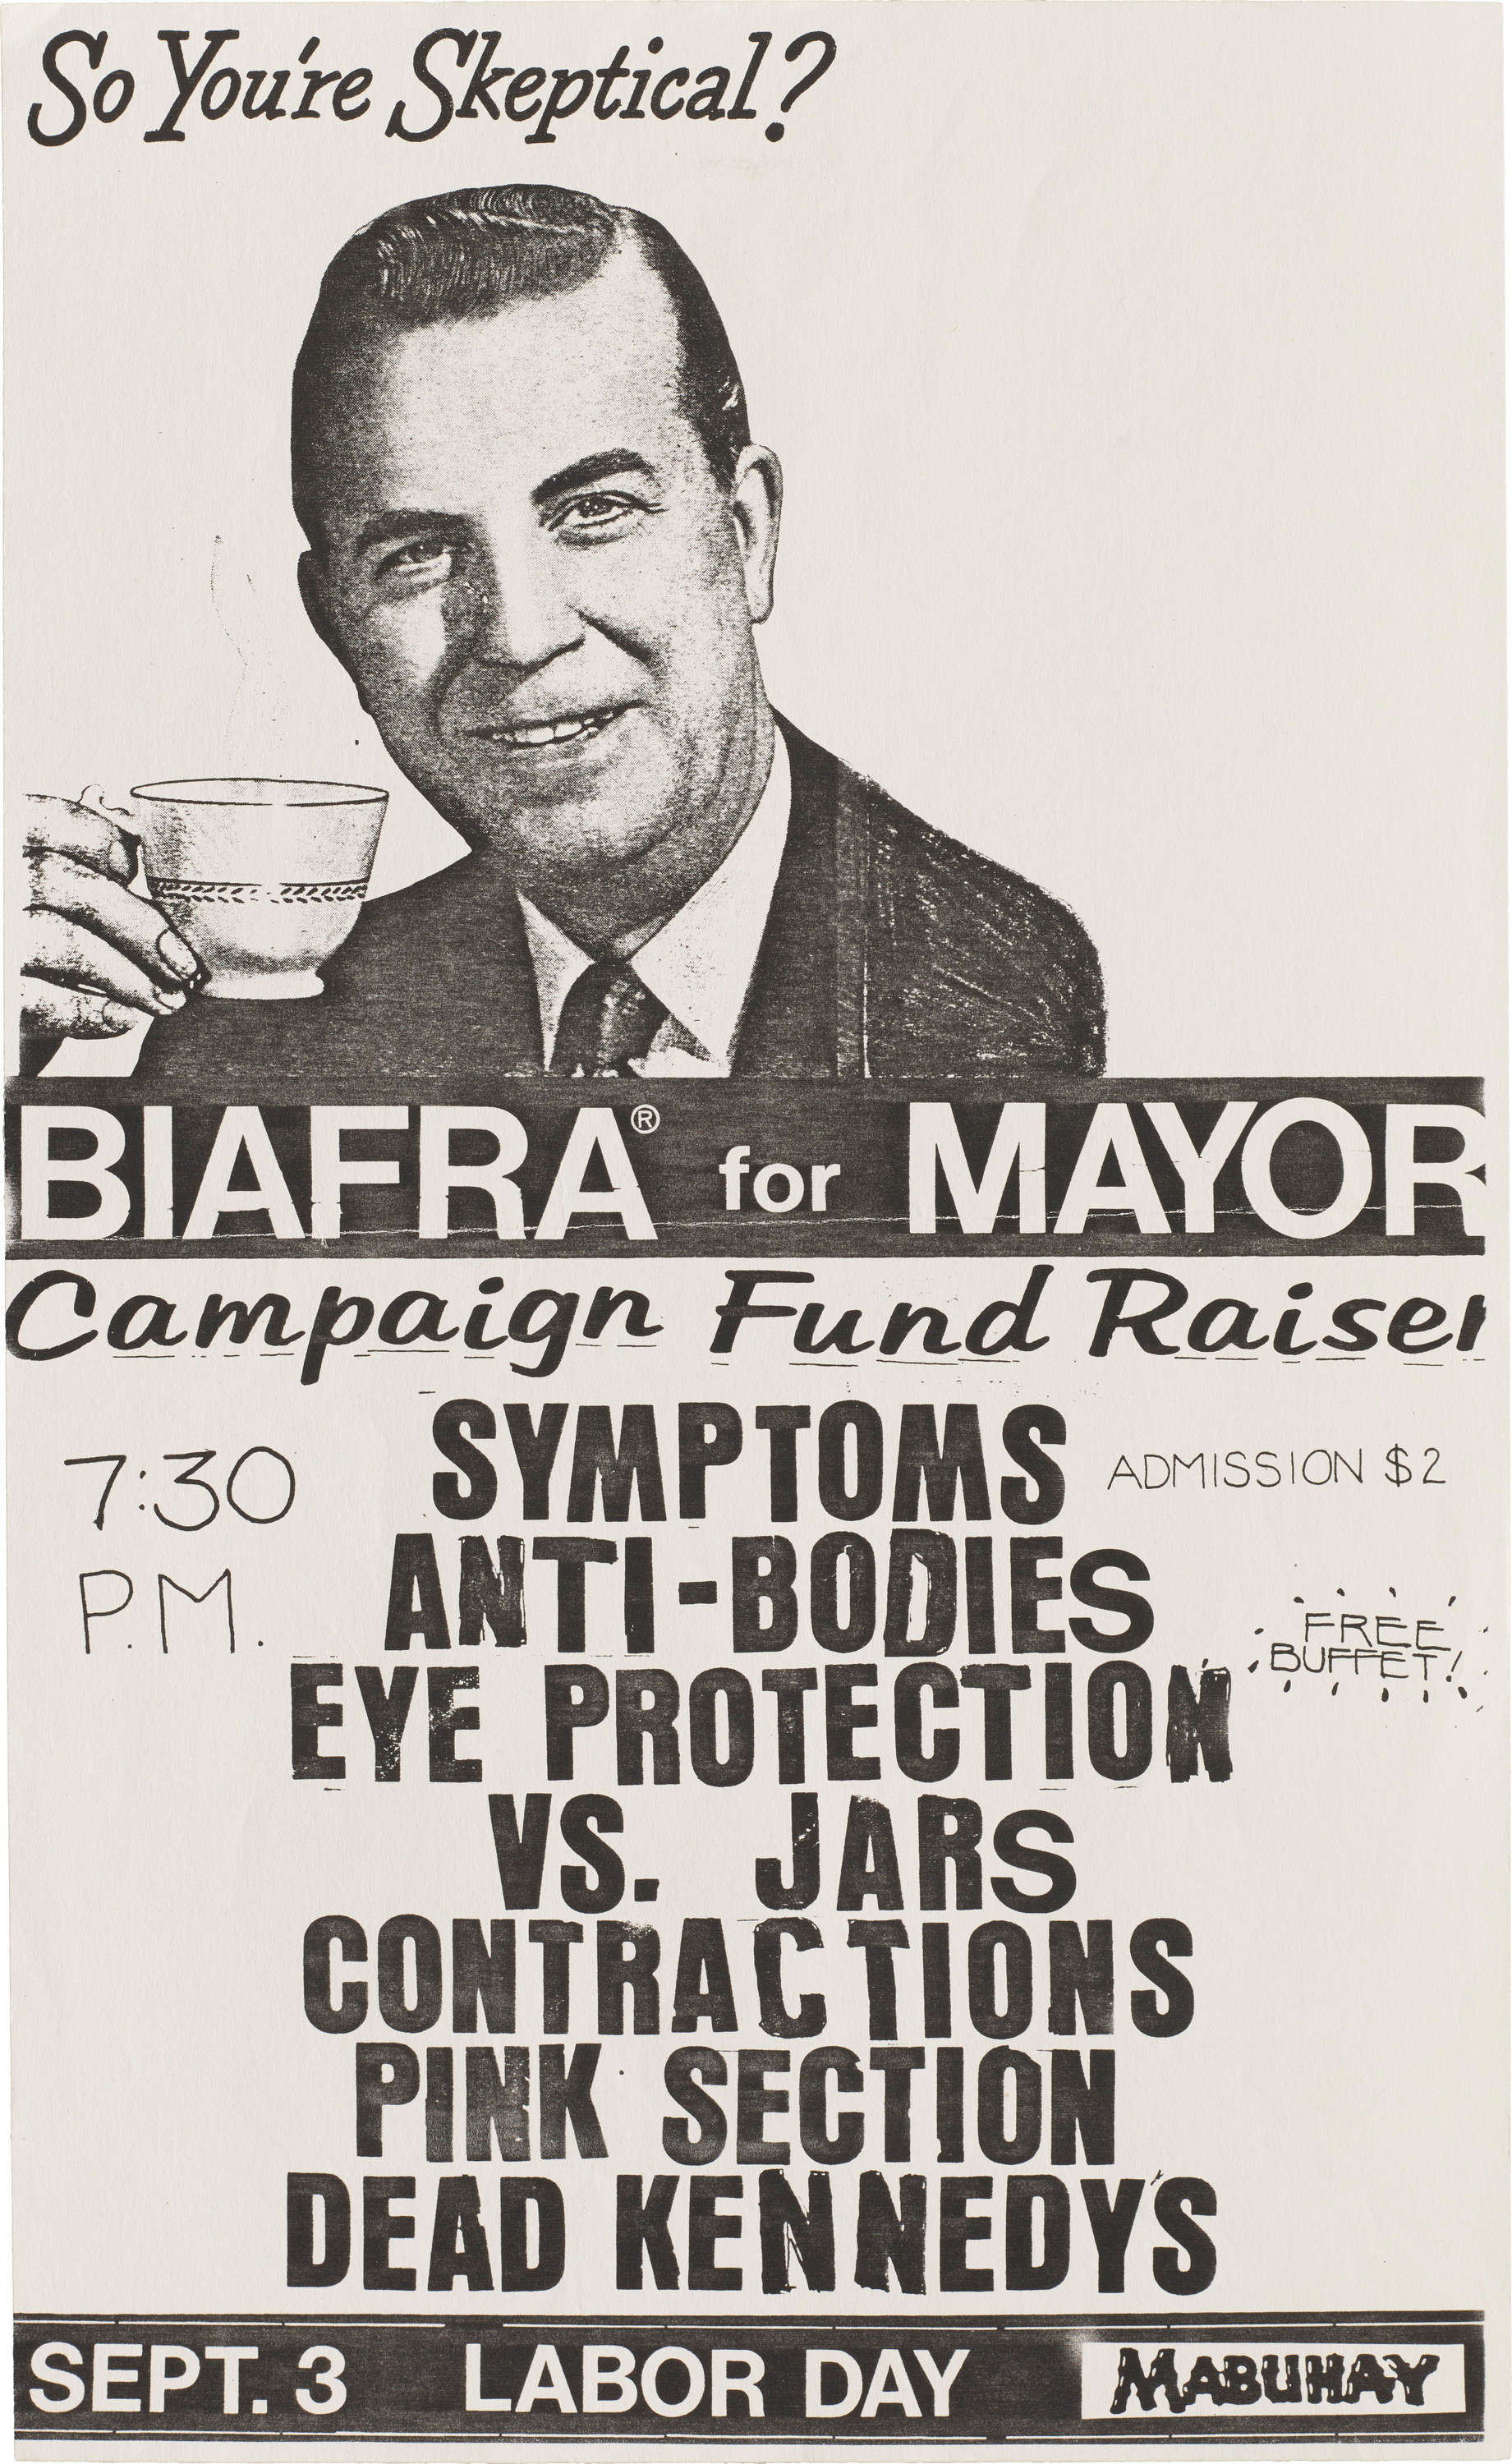 So You're Skeptical?
BIAFRA® for MAYOR
Campaign Fund Raiser
7:30
P.M.
SYMPTOMS
ADMISSION $2
ANTI-BODIES
FREE
BUFFET!
EYE PROTECTION
VS. JARS
CONTRACTIONS
PINK SECTION
DEAD KENNEDYS
SEPT. 3 LABOR DAY MABUHAY